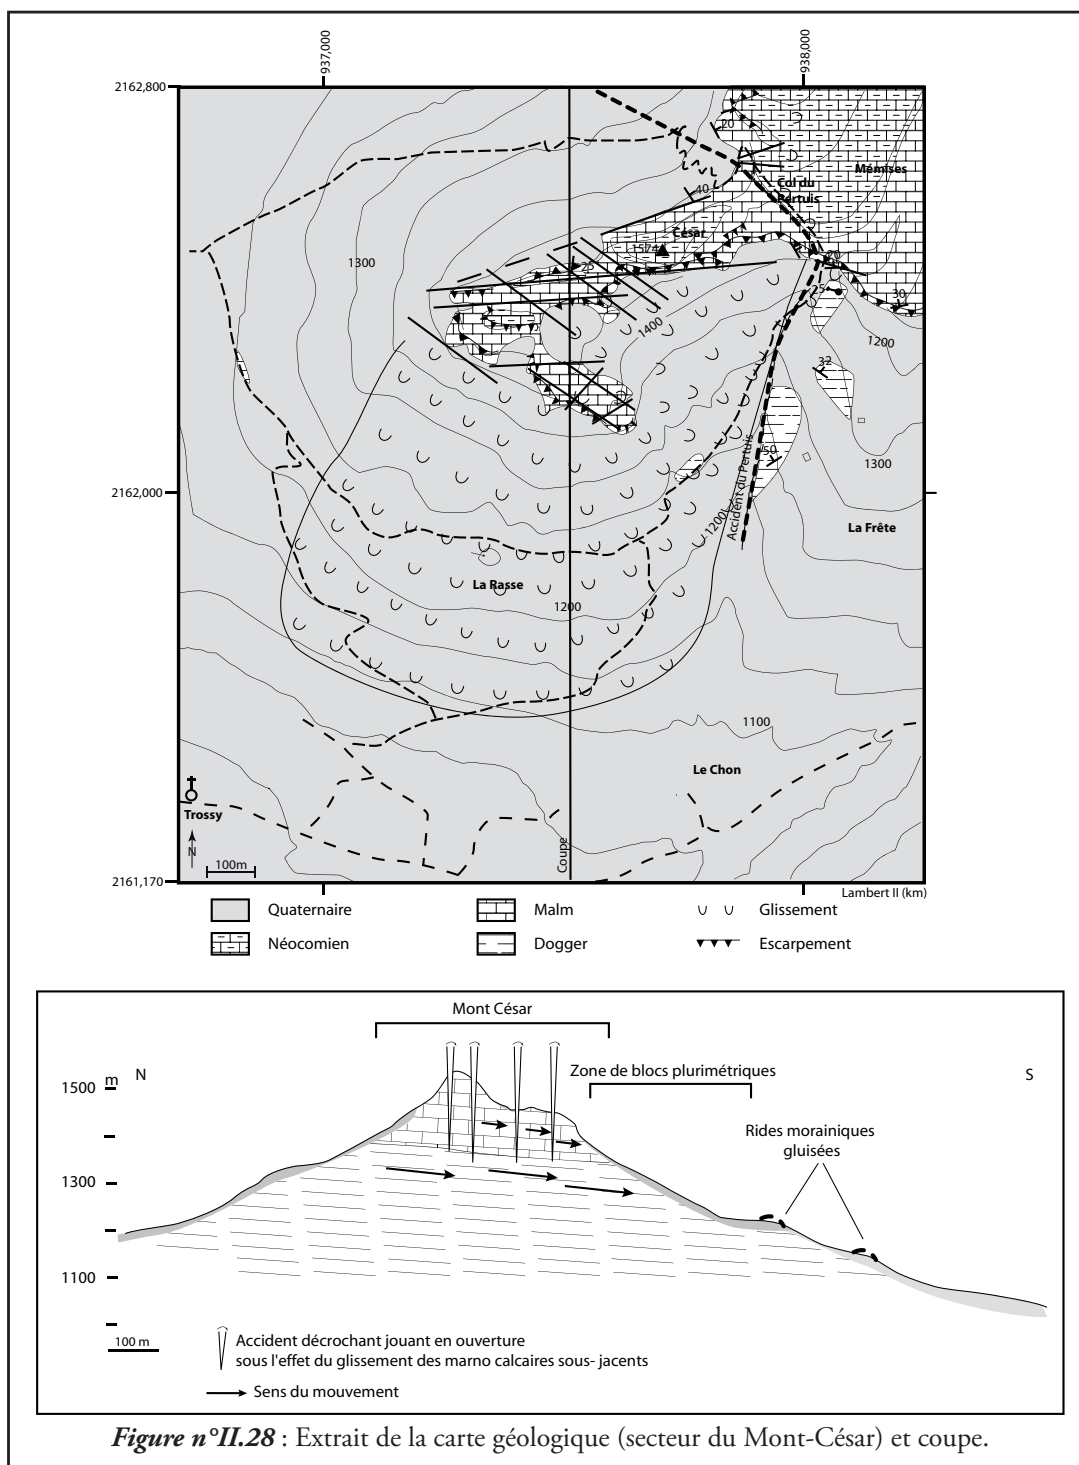 937,000
938,000
2162,800
20
Mémises
Col du
Pertuis
40
César
1574
1300
25
20
25
30
1400
1200
32
1300
50
2162,000
Accident du Pertuis
1200
La Frête
La Rasse
1200
1100
Le Chon
Trossy
N
100m
Coupe
2161,170
Lambert II (km)
Quaternaire
Malm
Glissement
Néocomien
Dogger
Escarpement
Mont César
1500 m N
Zone de blocs plurimétriques
S
Rides morainiques
gluisées
1300
1100
100 m
Accident décrochant jouant en ouverture
sous l'effet du glissement des marno calcaires sous- jacents
Sens du mouvement
Figure n°II.28 : Extrait de la carte géologique (secteur du Mont-César) et coupe.